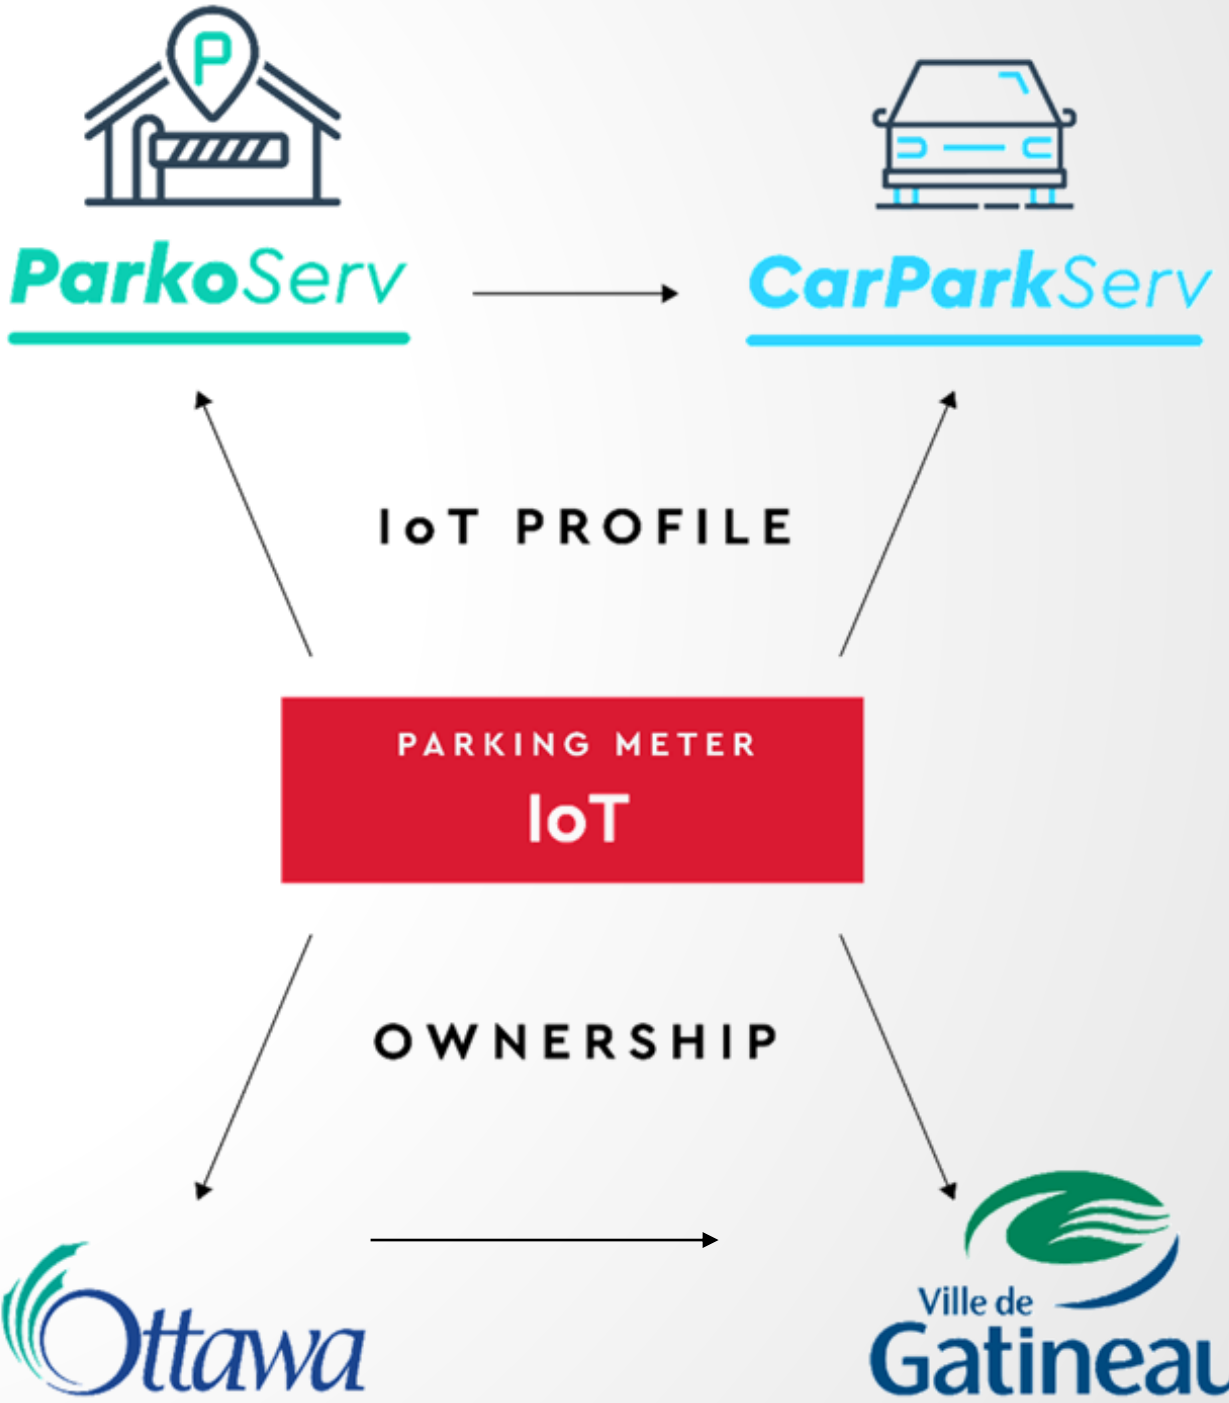 P
ParkoServ
CarParkServ
IoT PROFILE
PARKING METER
IoT
OWNERSHIP
Ottawa
Ville de
Gatineau